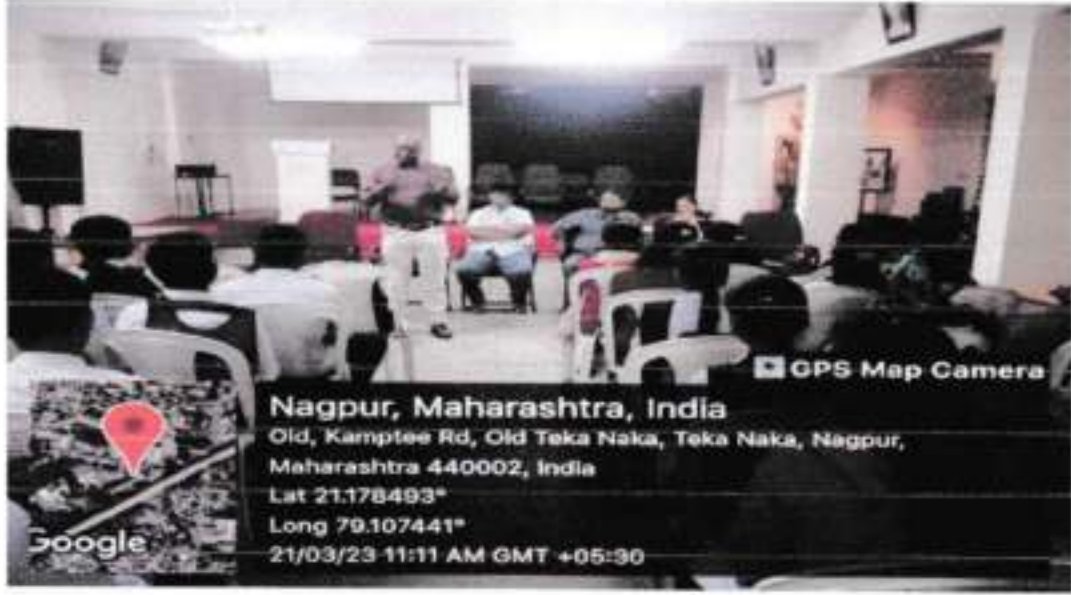 GPS Map Camera
Nagpur, Maharashtra, India
Old, Kamptee Rd, Old Teka Naka, Teka Naka, Nagpur,
Maharashtra 440002, India
Lat 21.178493°
Long 79.107441°
21/03/23 11:11 AM GMT +05:30
Google